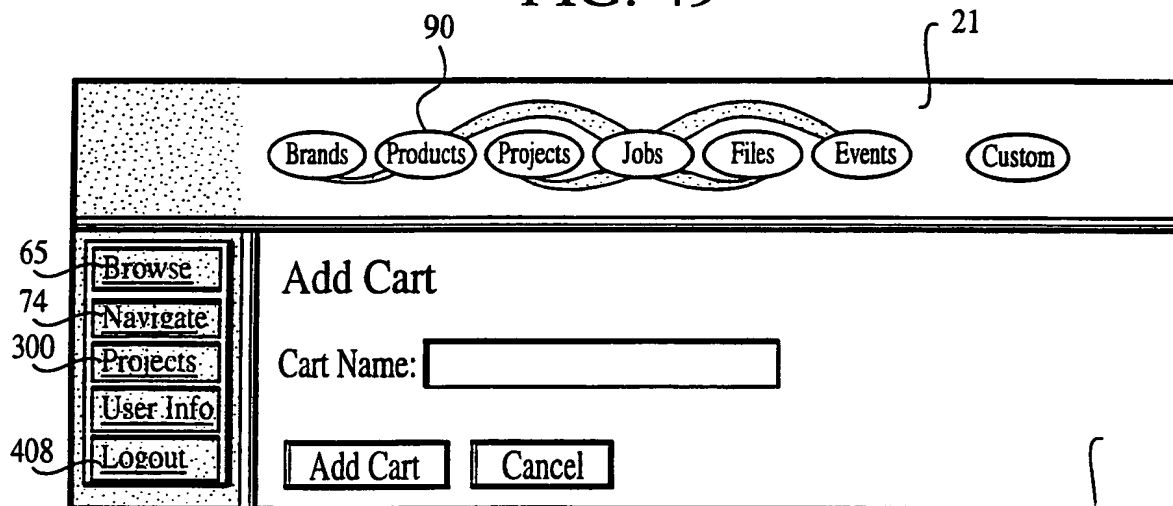 90
21
Brands Products Projects Jobs Files Events Custom
65 Browse
Add Cart
74 Navigate
300 Projects
Cart Name:
User Info
408 Logout
Add Cart Cancel